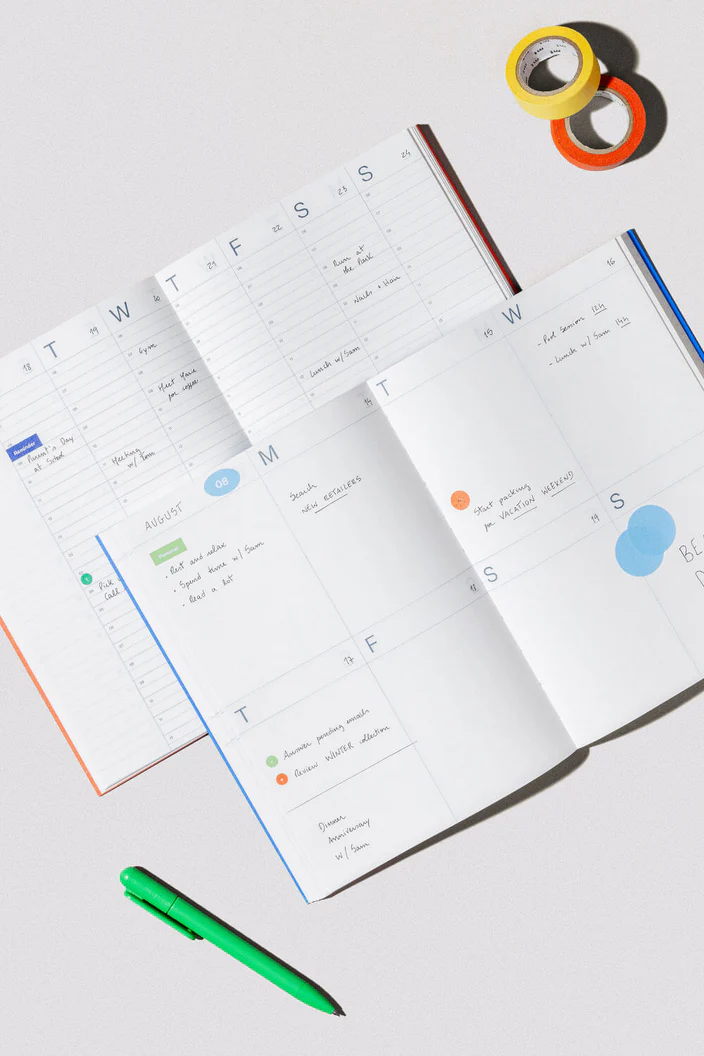 18
T
19
W
20
T
21
F
22
S
23
S
24
Gym
Meet Marie
for coffee
Run at
the Park
Nails + Hair
Lunch w/Sam
Reminder
Parent's Day
at School
Meeting
w/ Tom
Pick
Call
AUGUST
08
M
14
T
15
W
16
Personal
· Rest and relax
· Spend time w/ Sam
· Read a lot
Search
NEW RETAILERS
Start packing
for VACATION WEEKEND
- Pool Session 12h
- Lunch w/ Sam 14h
T
17
F
18
S
19
S
Answer pending emails
Review WINTER collection
Dinner
Anniversary
w/ Sam
BE